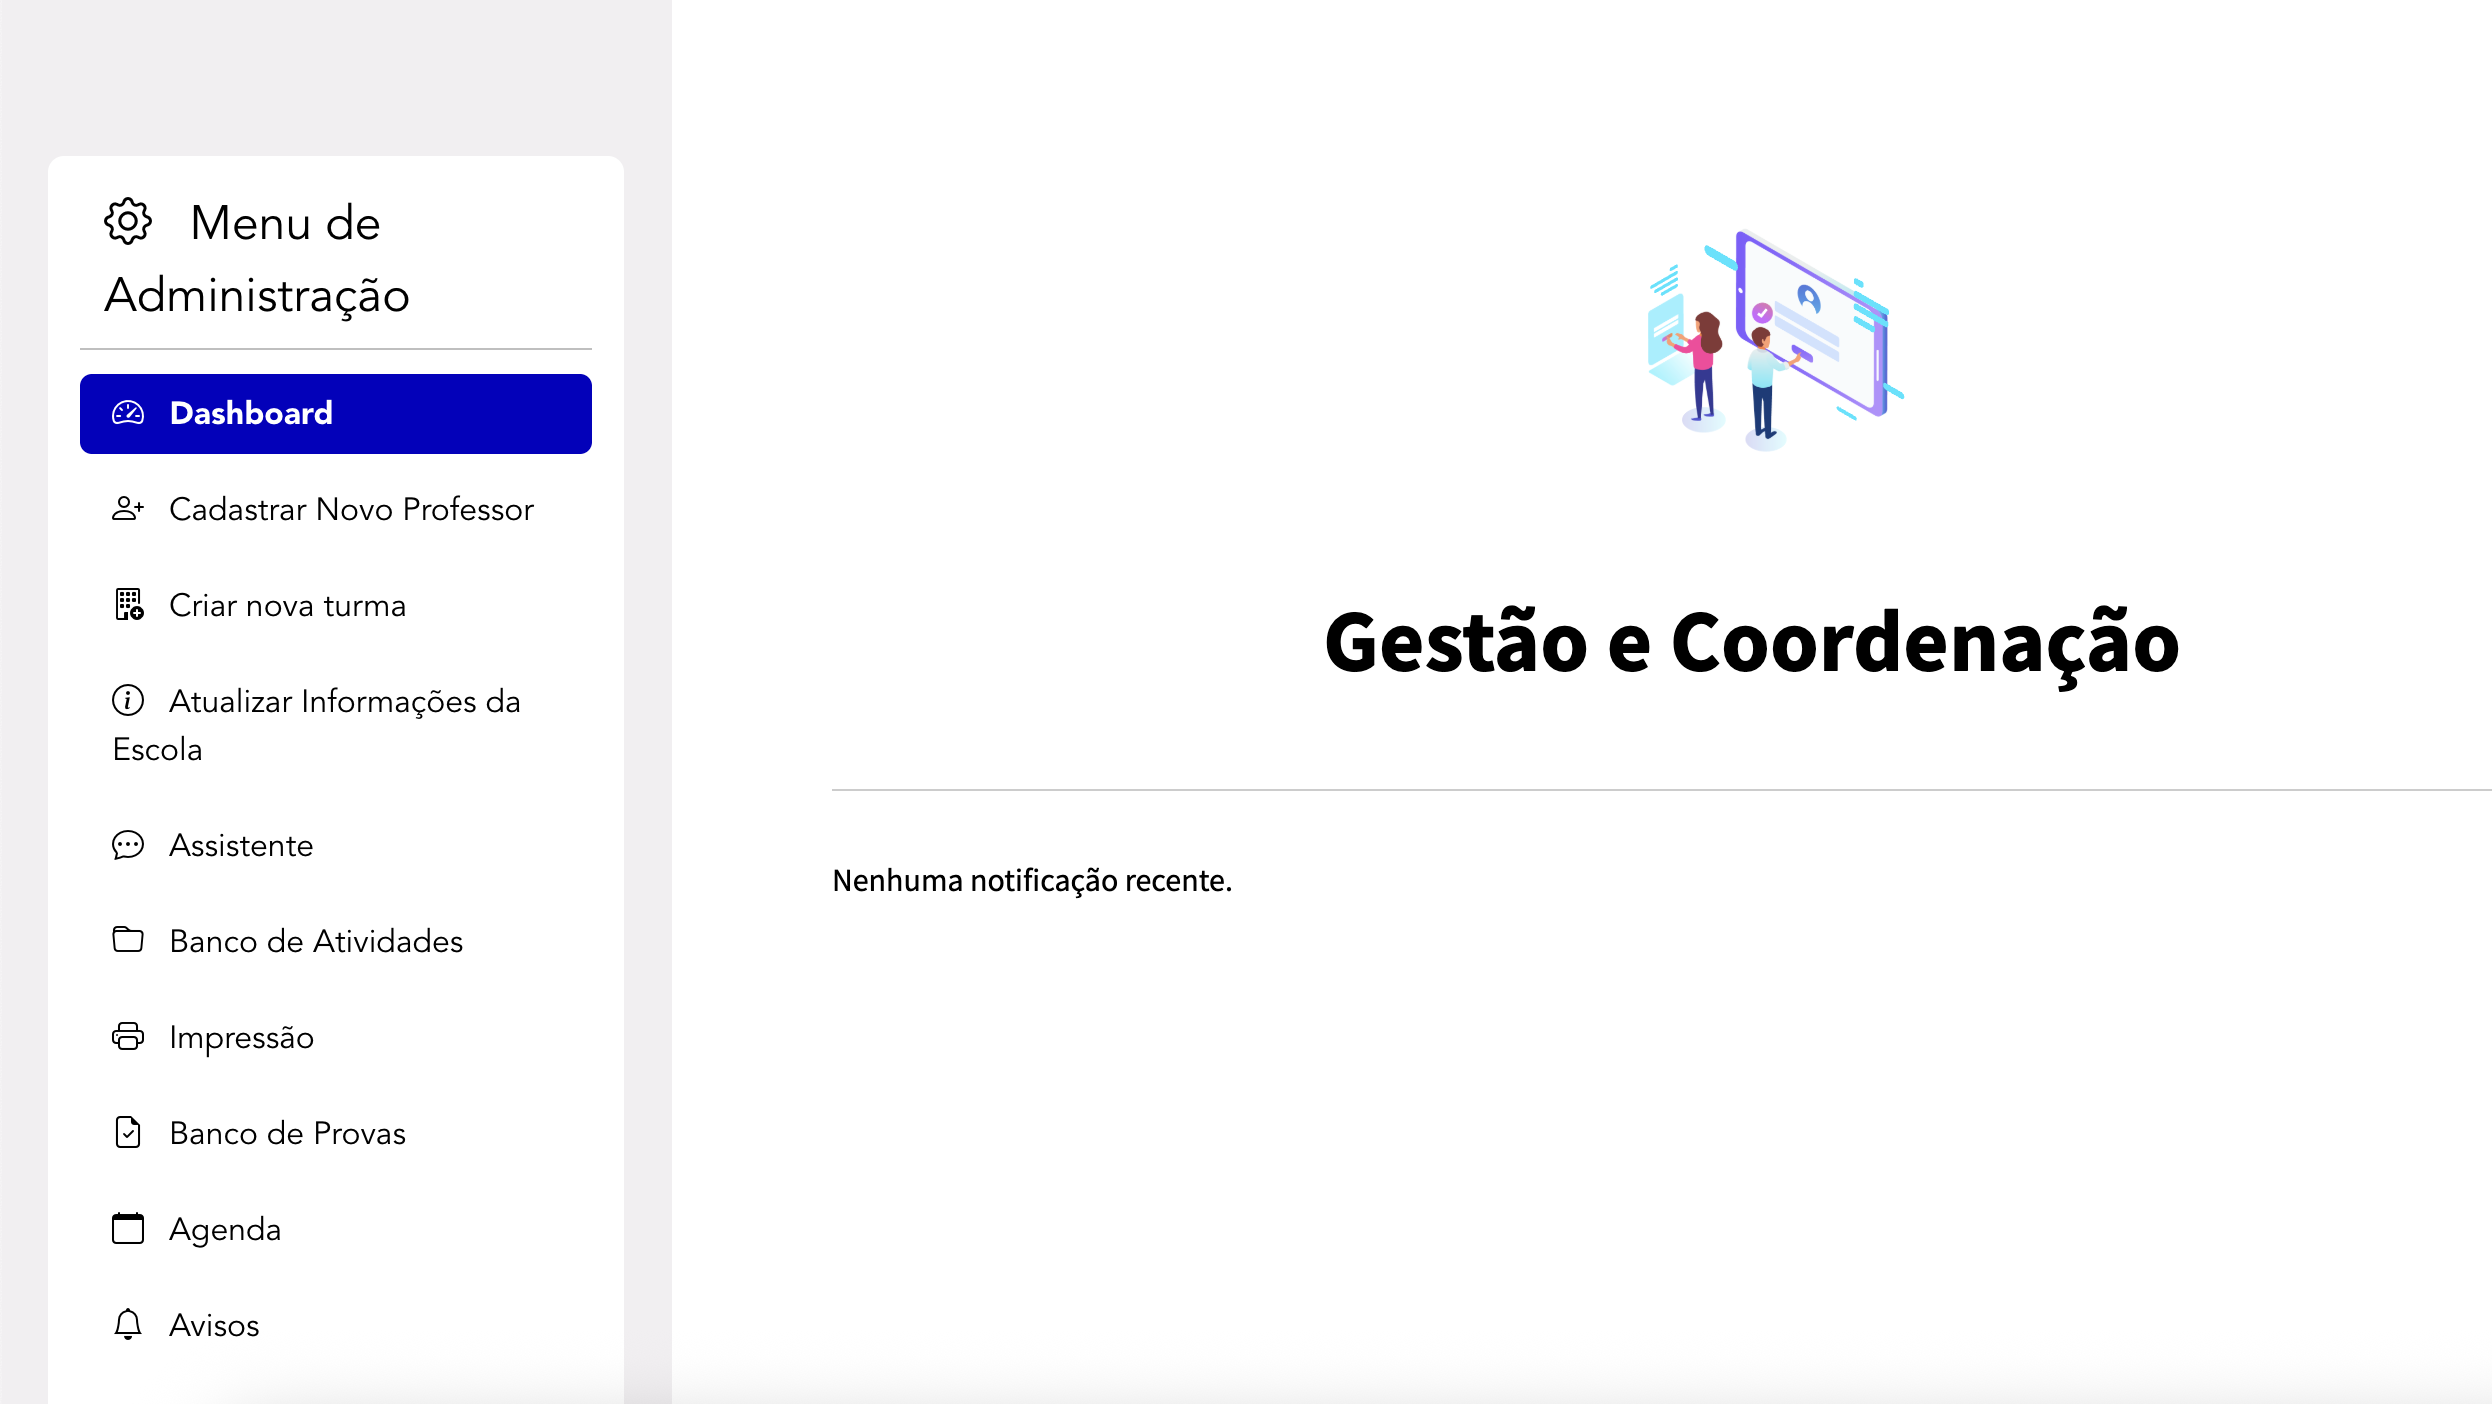 Menu de
Administração
Dashboard
Cadastrar Novo Professor
Criar nova turma
Atualizar Informações da
Escola
Assistente
Banco de Atividades
Impressão
Banco de Provas
Agenda
Avisos
Gestão e Coordenação
Nenhuma notificação recente.